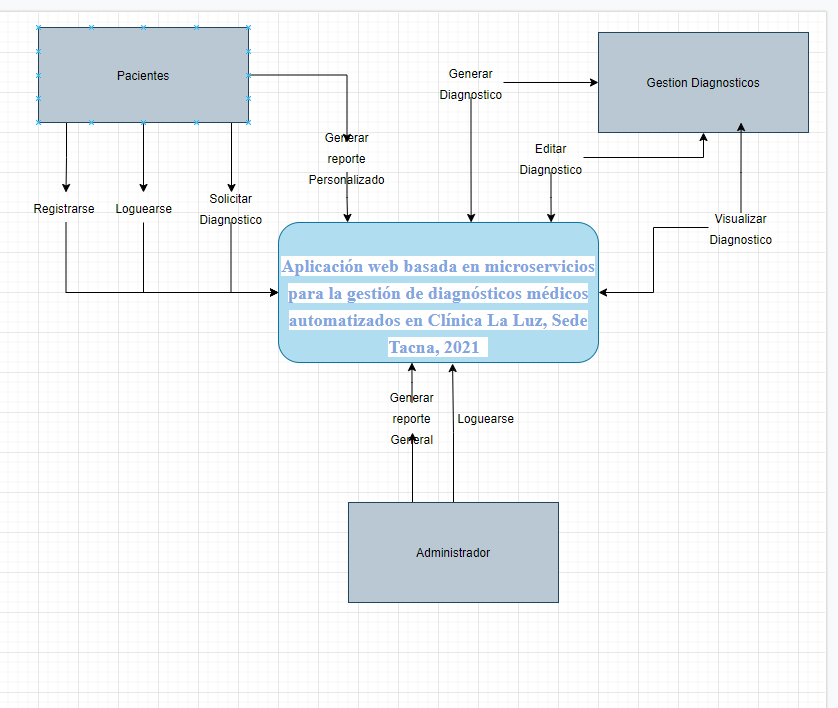 Pacientes
Gestion Diagnosticos
Generar
Diagnostico
Generar
reporte
Personalizado
Editar
Diagnostico
Registrarse
Loguearse
Solicitar
Diagnostico
Visualizar
Diagnostico
Aplicación web basada en microservicios
para la gestión de diagnósticos médicos
automatizados en Clínica La Luz, Sede
Tacna, 2021
Generar
reporte
General
Loguearse
Administrador